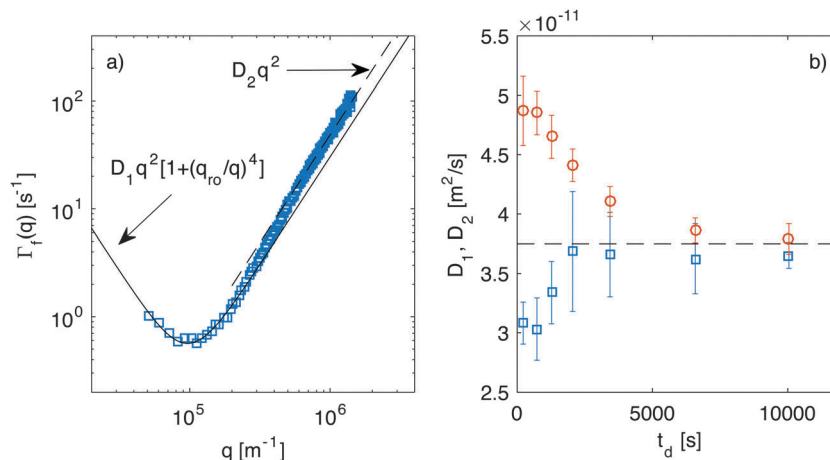 a)
D₂q²
D₁q²[1+(q_ro/q)⁴]
Γ_f(q) [s⁻¹]
10²
10¹
10⁰
10⁵
10⁶
q [m⁻¹]
×10⁻¹¹
b)
D₁, D₂ [m²/s]
5.5
5
4.5
4
3.5
3
2.5
0
5000
10000
t_d [s]